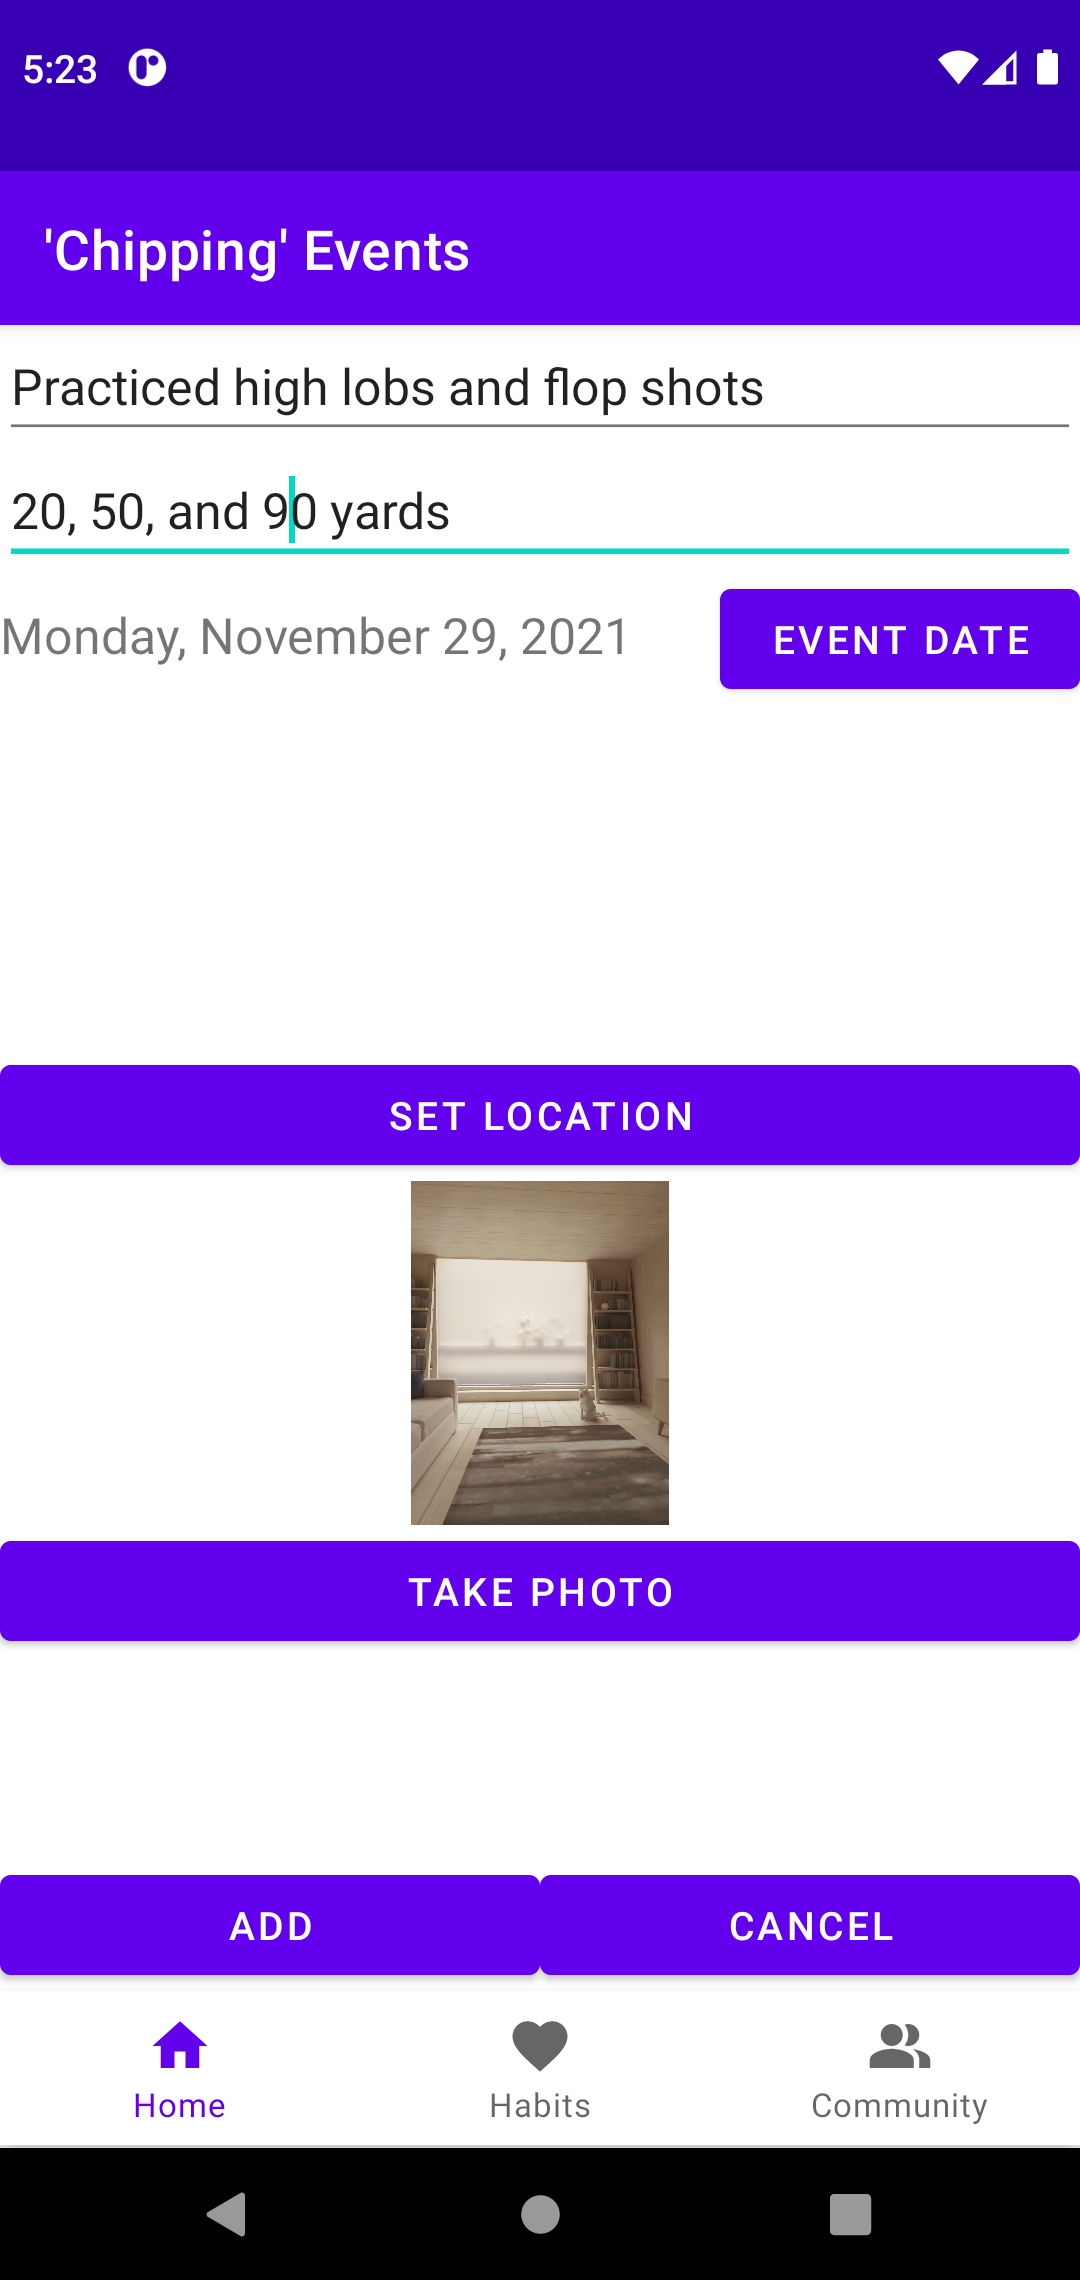 5:23
'Chipping' Events
Practiced high lobs and flop shots
20, 50, and 90 yards
Monday, November 29, 2021
EVENT DATE
SET LOCATION
TAKE PHOTO
ADD
CANCEL
Home
Habits
Community